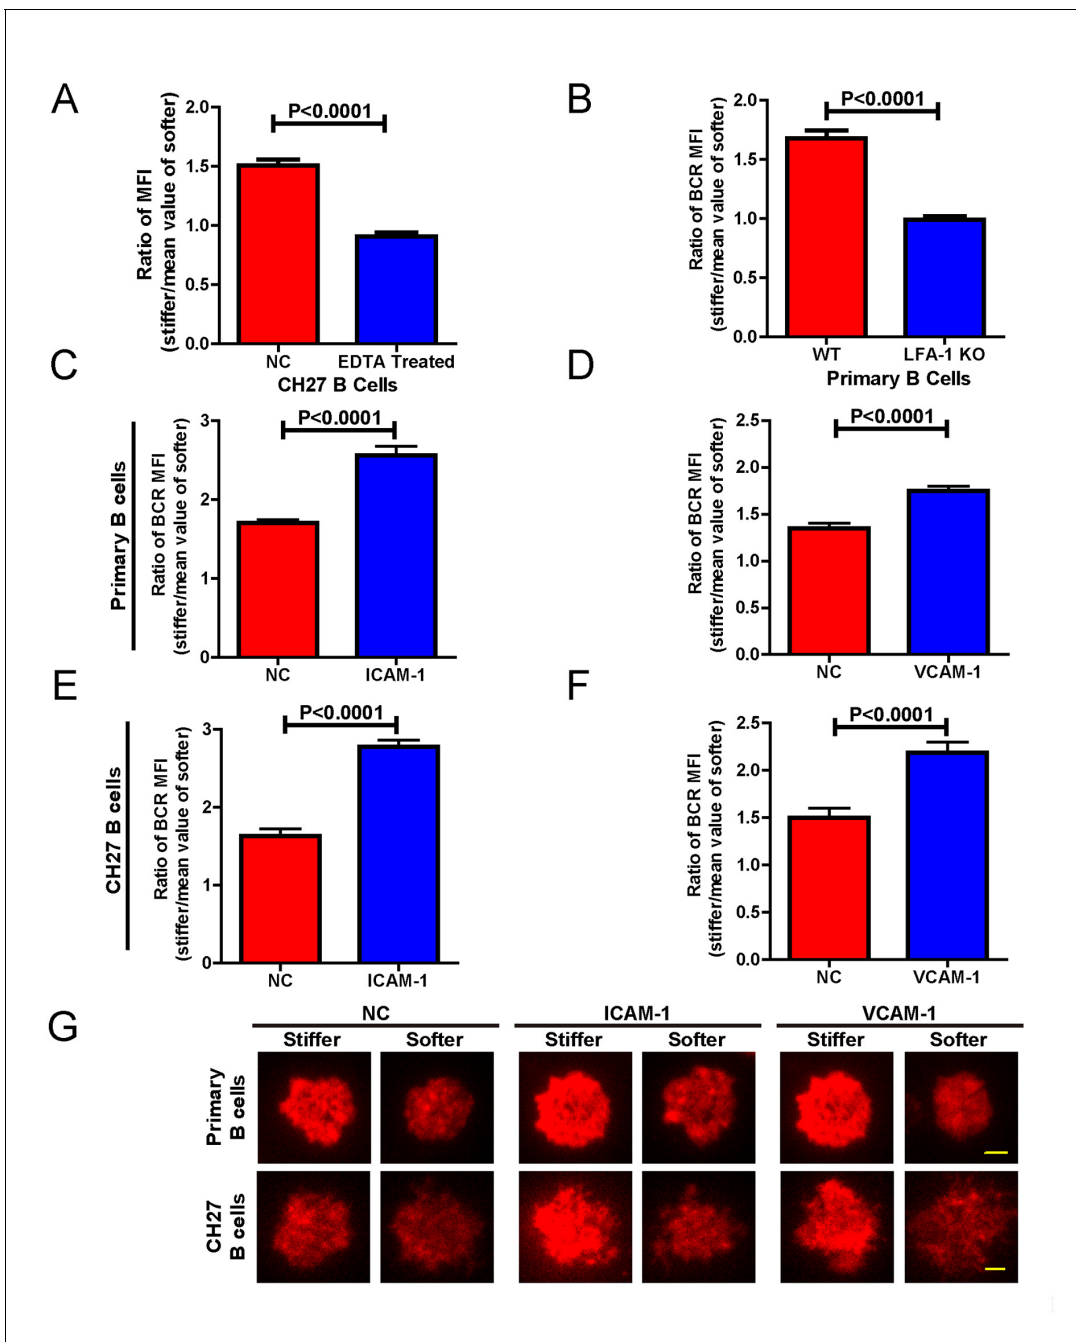 A
Ratio of MFI
(stiffer/mean value of softer)
2.0
1.5
1.0
0.5
0.0
P<0.0001
NC
EDTA Treated
CH27 B Cells
B
Ratio of BCR MFI
(stiffer/mean value of softer)
2.0
1.5
1.0
0.5
0.0
P<0.0001
WT
LFA-1 KO
Primary B Cells
C
Primary B cells
Ratio of BCR MFI
(stiffer/mean value of softer)
3
2
1
0
P<0.0001
NC
ICAM-1
D
Ratio of BCR MFI
(stiffer/mean value of softer)
2.5
2.0
1.5
1.0
0.5
0.0
P<0.0001
NC
VCAM-1
E
CH27 B cells
Ratio of BCR MFI
(stiffer/mean value of softer)
3
2
1
0
P<0.0001
NC
ICAM-1
F
Ratio of BCR MFI
(stiffer/mean value of softer)
2.5
2.0
1.5
1.0
0.5
0.0
P<0.0001
NC
VCAM-1
G
NC
ICAM-1
VCAM-1
Stiffer
Softer
Stiffer
Softer
Stiffer
Softer
Primary
B cells
CH27
B cells